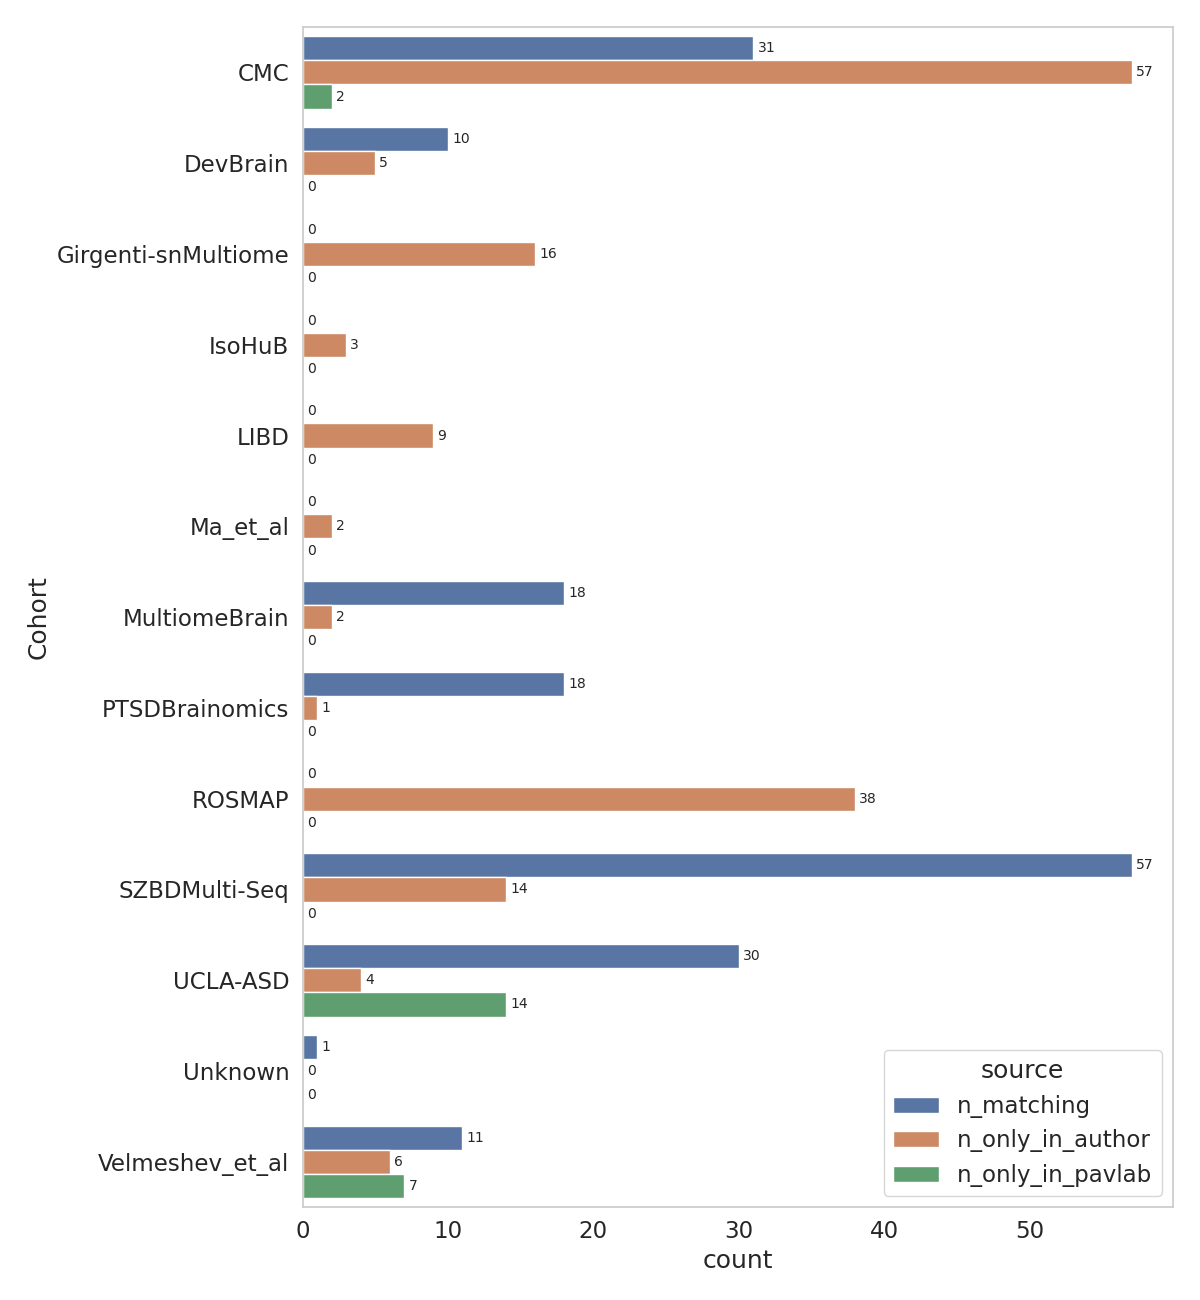 CMC
31
57
2
DevBrain
10
5
0
Girgenti-snMultiome
0
16
0
IsoHuB
0
3
0
LIBD
0
9
0
Ma_et_al
0
2
0
MultiomeBrain
18
2
0
PTSDBrainomics
18
1
0
ROSMAP
0
38
0
SZBDMulti-Seq
57
14
0
UCLA-ASD
30
4
14
Unknown
1
0
0
Velmeshev_et_al
11
6
7
Cohort
0 10 20 30 40 50
count
source
n_matching
n_only_in_author
n_only_in_pavlab